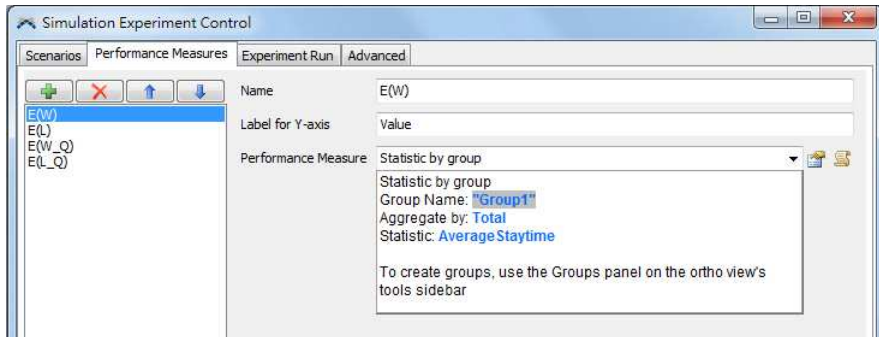 Simulation Experiment Control
Scenarios Performance Measures Experiment Run Advanced
E(W)
E(L)
E(W_Q)
E(L_Q)
Name E(W)
Label for Y-axis Value
Performance Measure Statistic by group
Statistic by group
Group Name: "Group1"
Aggregate by: Total
Statistic: AverageStaytime
To create groups, use the Groups panel on the ortho view's
tools sidebar